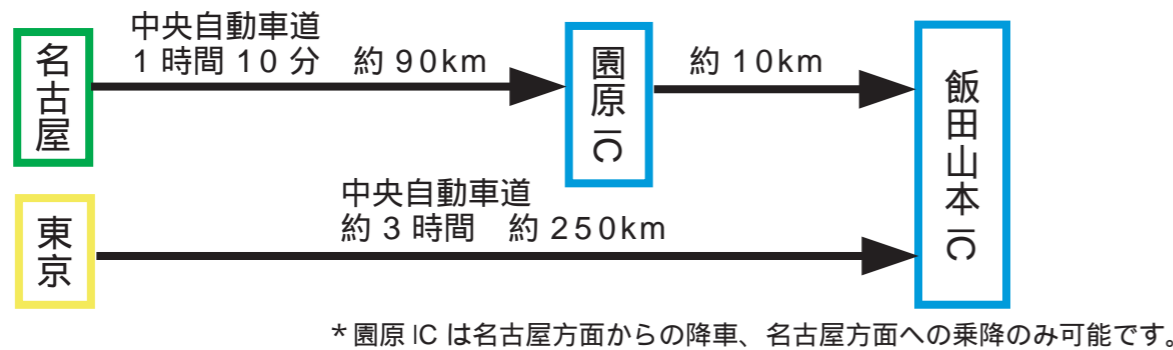 名古屋
中央自動車道
1時間10分　約90km
園原IC
約10km
飯田山本IC
東京
中央自動車道
約3時間　約250km
*園原ICは名古屋方面からの降車、名古屋方面への乗降のみ可能です。